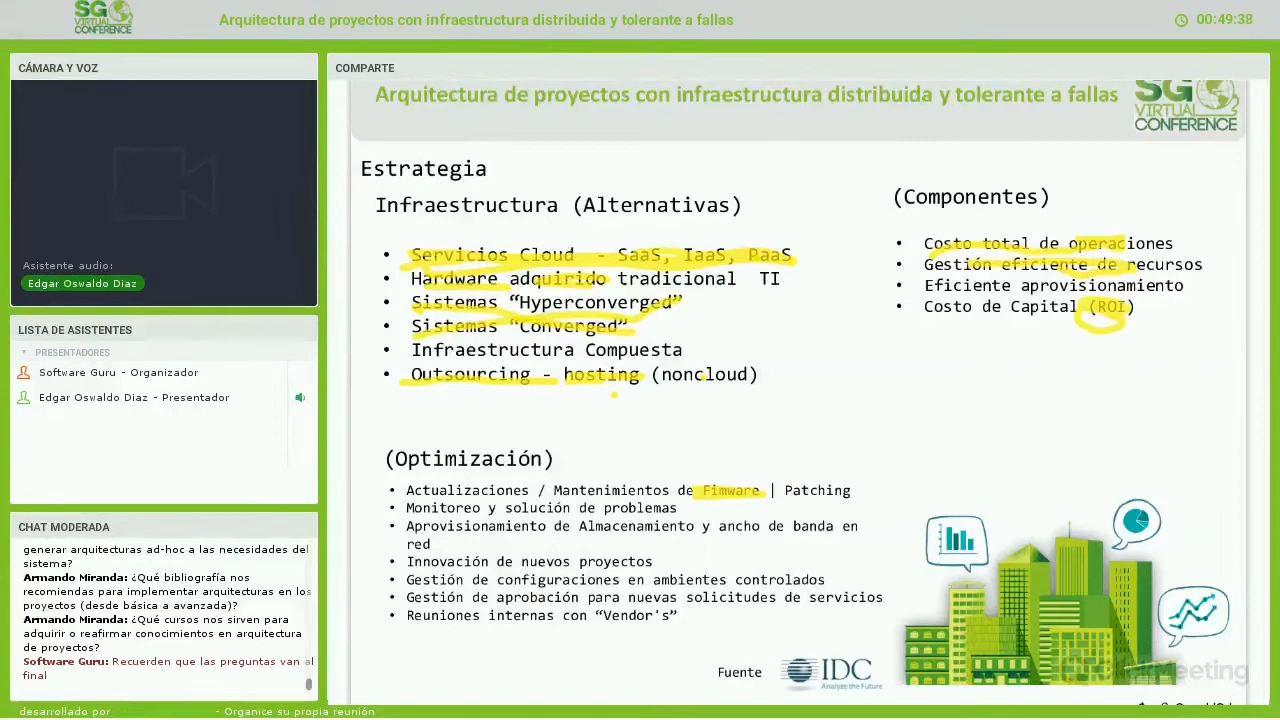 SG
VIRTUAL
CONFERENCE
Arquitectura de proyectos con infraestructura distribuida y tolerante a fallas
00:49:38
CÁMARA Y VOZ
Asistente audio:
Edgar Oswaldo Diaz
LISTA DE ASISTENTES
PRESENTADORES
Software Guru - Organizador
Edgar Oswaldo Diaz - Presentador
CHAT MODERADA
generar arquitecturas ad-hoc a las necesidades del
sistema?
Armando Miranda: ¿Qué bibliografía nos
recomiendas para implementar arquitecturas en los
proyectos (desde básica a avanzada)?
Armando Miranda: ¿Qué cursos nos sirven para
adquirir o reafirmar conocimientos en arquitectura
de proyectos?
Software Guru: Recuerden que las preguntas van al
final
desarrollado por - Organice su propia reunión
COMPARTE
Arquitectura de proyectos con infraestructura distribuida y tolerante a fallas
SG
VIRTUAL
CONFERENCE
Estrategia
Infraestructura (Alternativas)
• Servicios Cloud - SaaS, IaaS, PaaS
• Hardware adquirido tradicional TI
• Sistemas “Hyperconverged”
• Sistemas “Converged”
• Infraestructura Compuesta
• Outsourcing - hosting (noncloud)
(Componentes)
• Costo total de operaciones
• Gestión eficiente de recursos
• Eficiente aprovisionamiento
• Costo de Capital (ROI)
(Optimización)
• Actualizaciones / Mantenimientos de Fimware | Patching
• Monitoreo y solución de problemas
• Aprovisionamiento de Almacenamiento y ancho de banda en
red
• Innovación de nuevos proyectos
• Gestión de configuraciones en ambientes controlados
• Gestión de aprobación para nuevas solicitudes de servicios
• Reuniones internas con “Vendor's”
Fuente
IDC
Analyze the Future